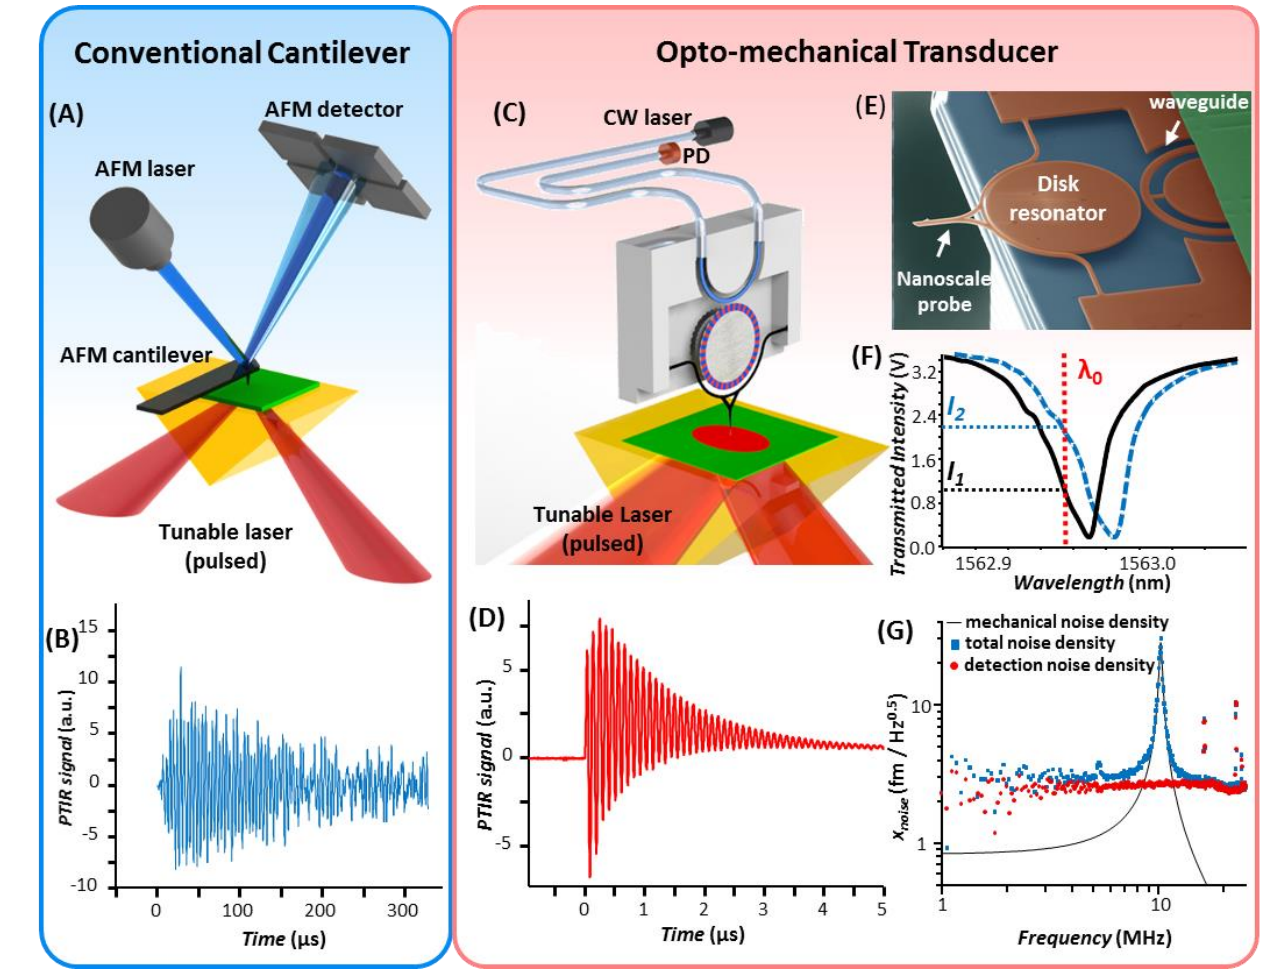 Conventional Cantilever
(A)
AFM detector
AFM laser
AFM cantilever
Tunable laser
(pulsed)
(B)
PTIR signal (a.u.)
15
10
5
0
-5
-10
0 100 200 300
Time (µs)
Opto-mechanical Transducer
(C)
CW laser
PD
Tunable Laser
(pulsed)
(D)
PTIR signal (a.u.)
5
0
-5
0 1 2 3 4 5
Time (µs)
(E)
waveguide
Disk
resonator
Nanoscale
probe
(F)
Transmitted Intensity (V)
3.2
2.4
1.6
0.8
0.0
λ0
I2
I1
1562.9 1563.0
Wavelength (nm)
(G)
mechanical noise density
total noise density
detection noise density
xnoise (fm / Hz0.5)
10
1
1 10
Frequency (MHz)